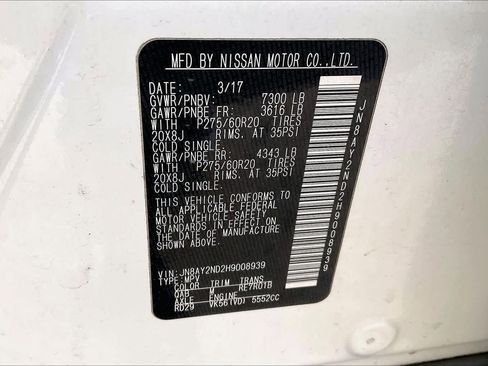 MFD BY NISSAN MOTOR CO.,LTD.
DATE: 3/17
GVWR/PNBV: 7300 LB
GAWR/PNBE FR: 3616 LB
WITH P275/60R20 TIRES
20X8J RIMS, AT 35PSI
COLD SINGLE.
GAWR/PNBE RR: 4343 LB
WITH P275/60R20 TIRES
20X8J RIMS, AT 35PSI
COLD SINGLE.
THIS VEHICLE CONFORMS TO
ALL APPLICABLE FEDERAL
MOTOR VEHICLE SAFETY
STANDARDS IN EFFECT ON
THE DATE OF MANUFACTURE
SHOWN ABOVE.
VIN: JN8AY2ND2H9008939
TYPE: MPV
COLOR TRIM TRANS
QAB M RE7R01B
AXLE ENGINE
RD29 VK56(VD) 5552CC
JN8AY2ND2H9008939